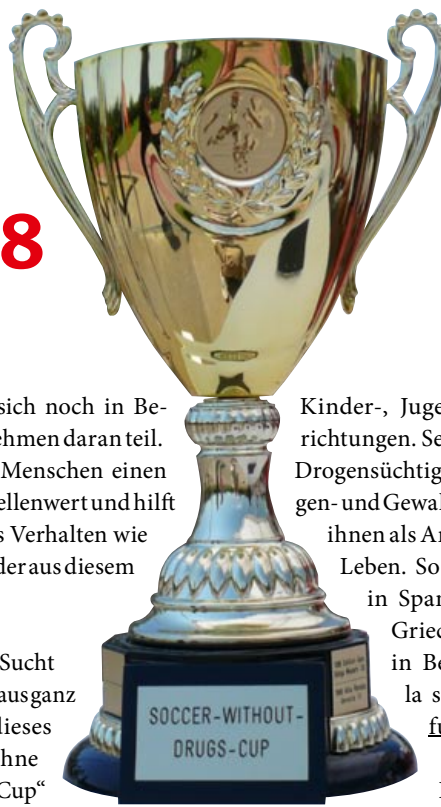 8
sich noch in Be-
ehmen daran teil.
Menschen einen
ellenwert und hilft
s Verhalten wie
der aus diesem
Sucht
aus ganz
dieses
hne
Cup“
Kinder-, Juge
richtungen. Se
Drogensüchtig
gen- und Gewal
ihnen als Ar
Leben. So
in Span
Griec
in Be
la s
fu
SOCCER-WITHOUT-
DRUGS-CUP